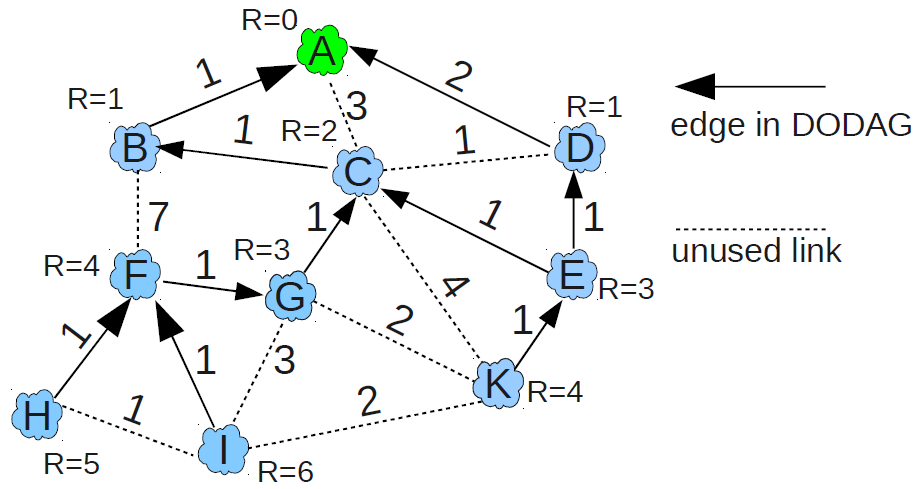 R=0
A
1
2
R=1
B
3
R=1
1
R=2
C
1
D
edge in DODAG
7
1
1
1
unused link
R=4
F
1
R=3
G
4
E
R=3
1
1
3
2
1
K
R=4
H
1
2
R=5
I
R=6